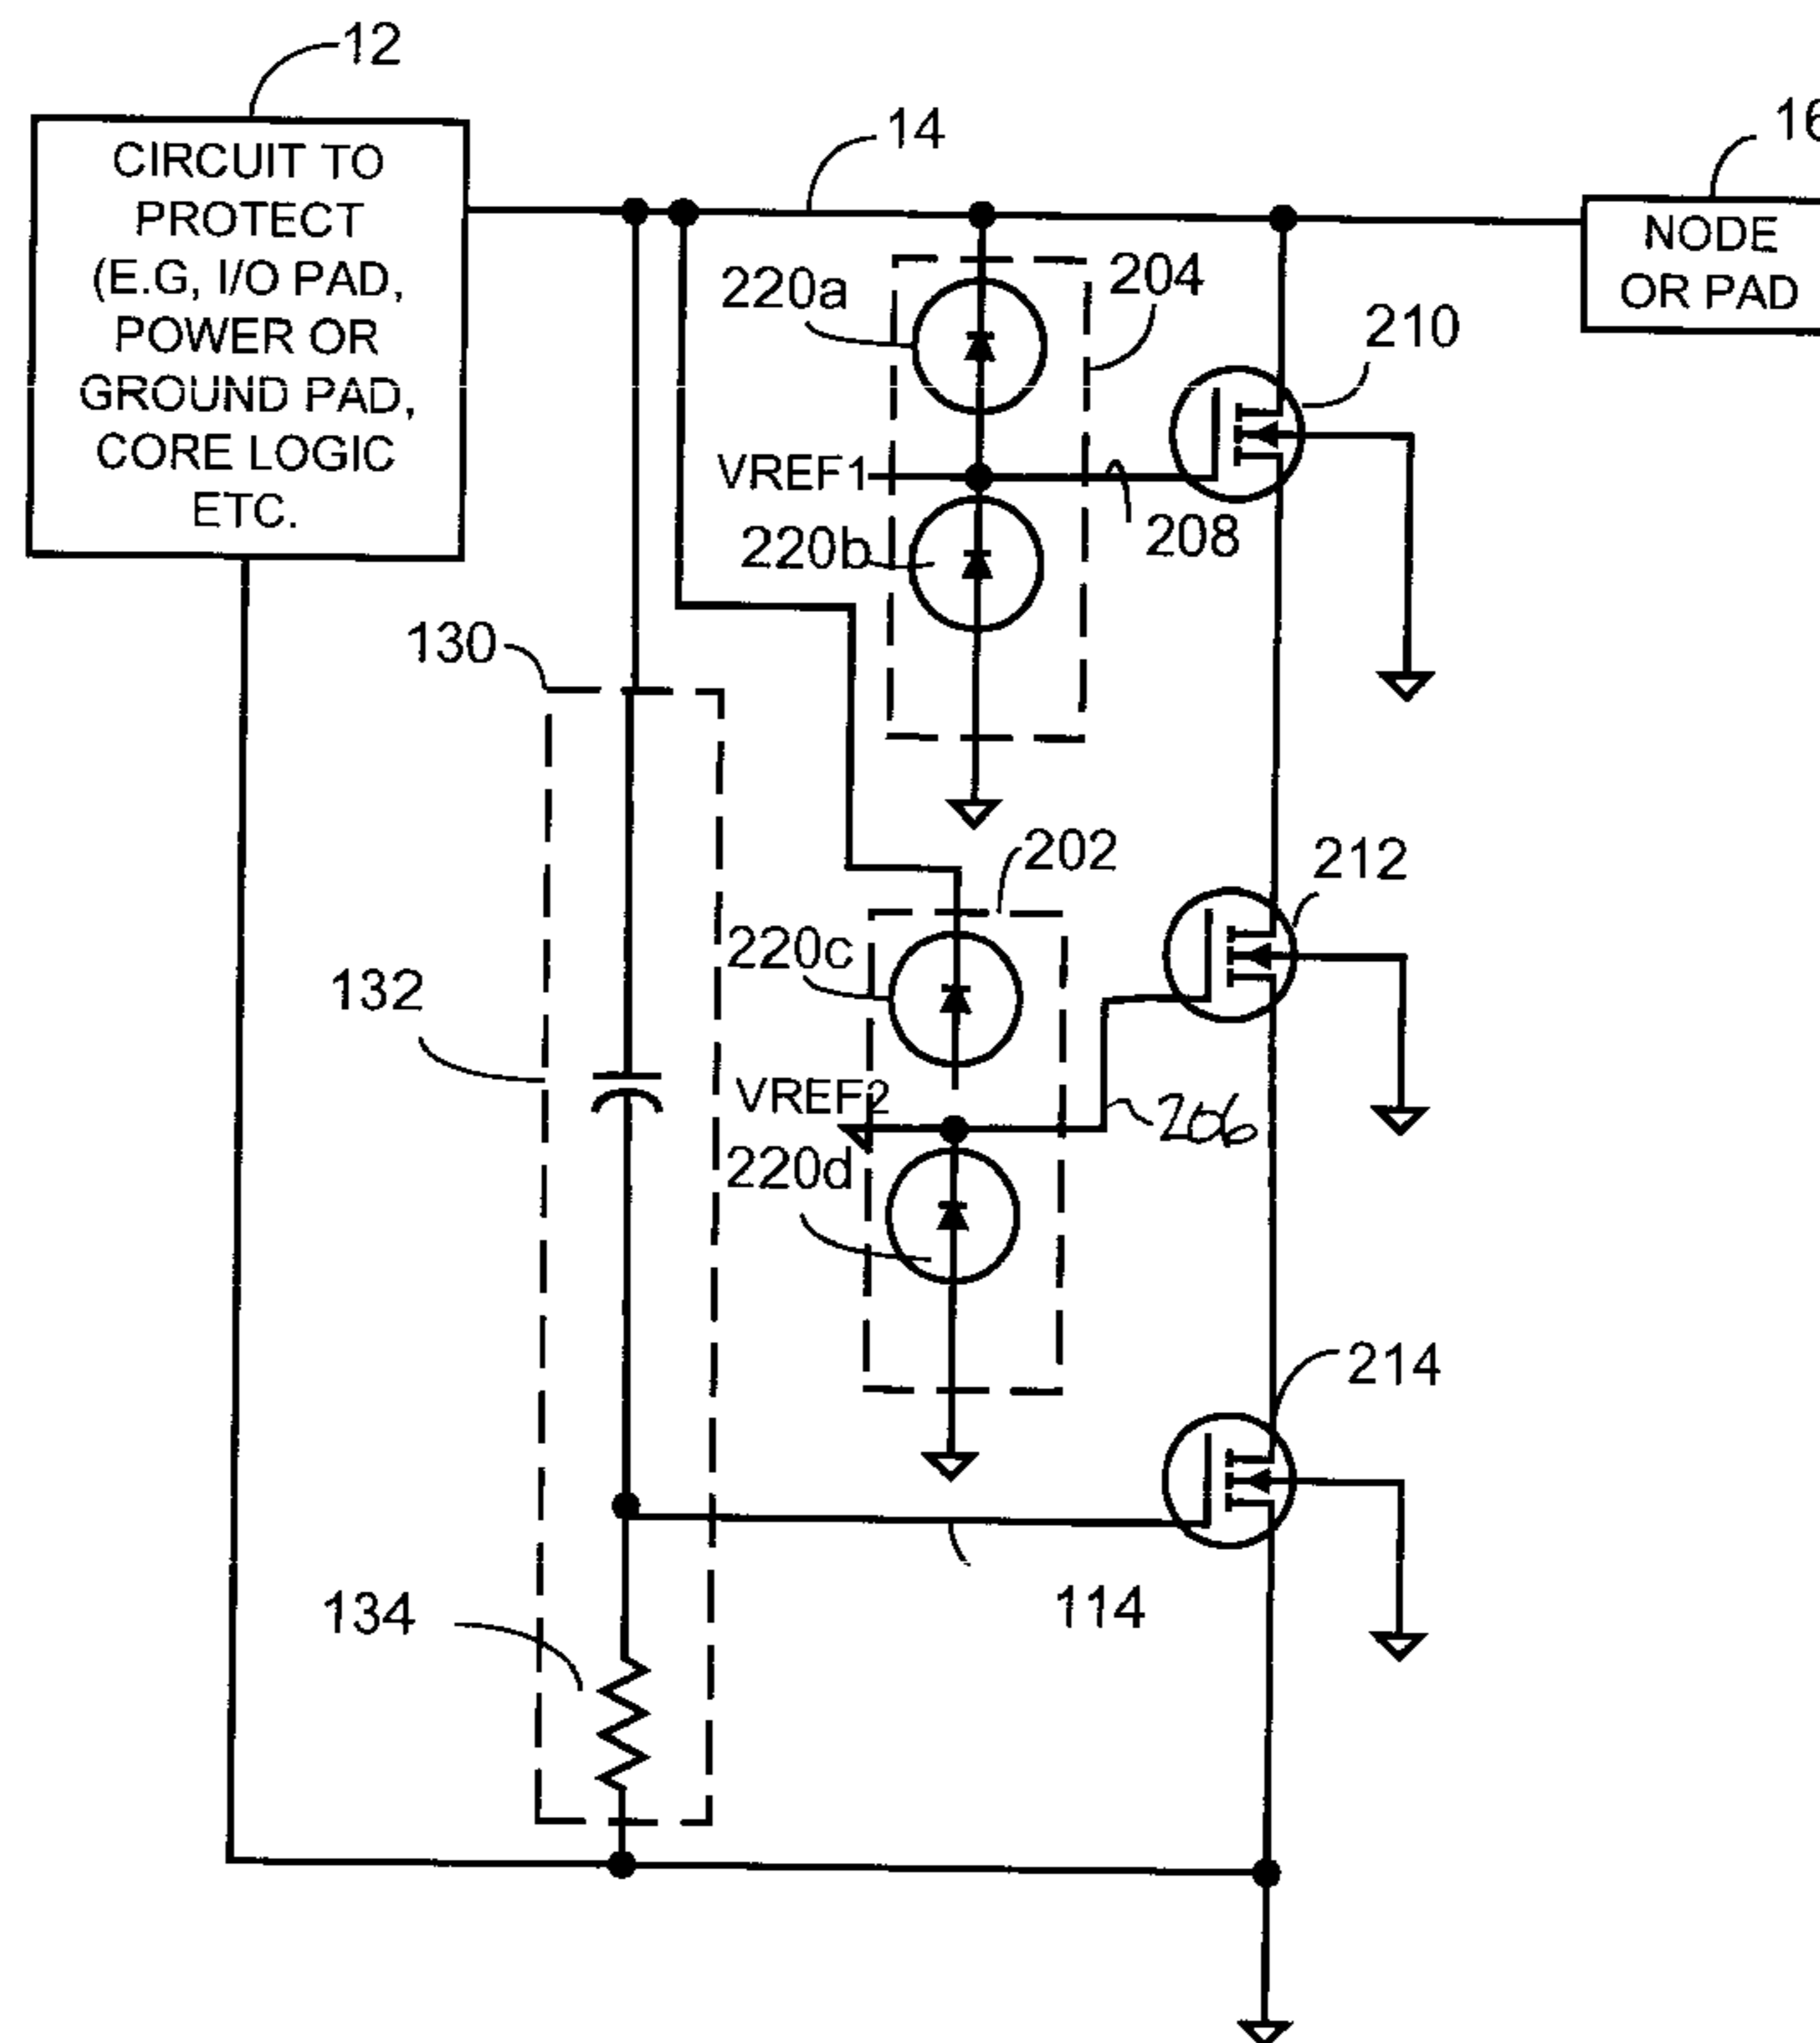 12
CIRCUIT TO
PROTECT
(E.G, I/O PAD,
POWER OR
GROUND PAD,
CORE LOGIC
ETC.
14
16
NODE
OR PAD
220a
204
210
VREF1
208
220b
130
202
212
220c
132
VREF2
206
220d
214
134
114